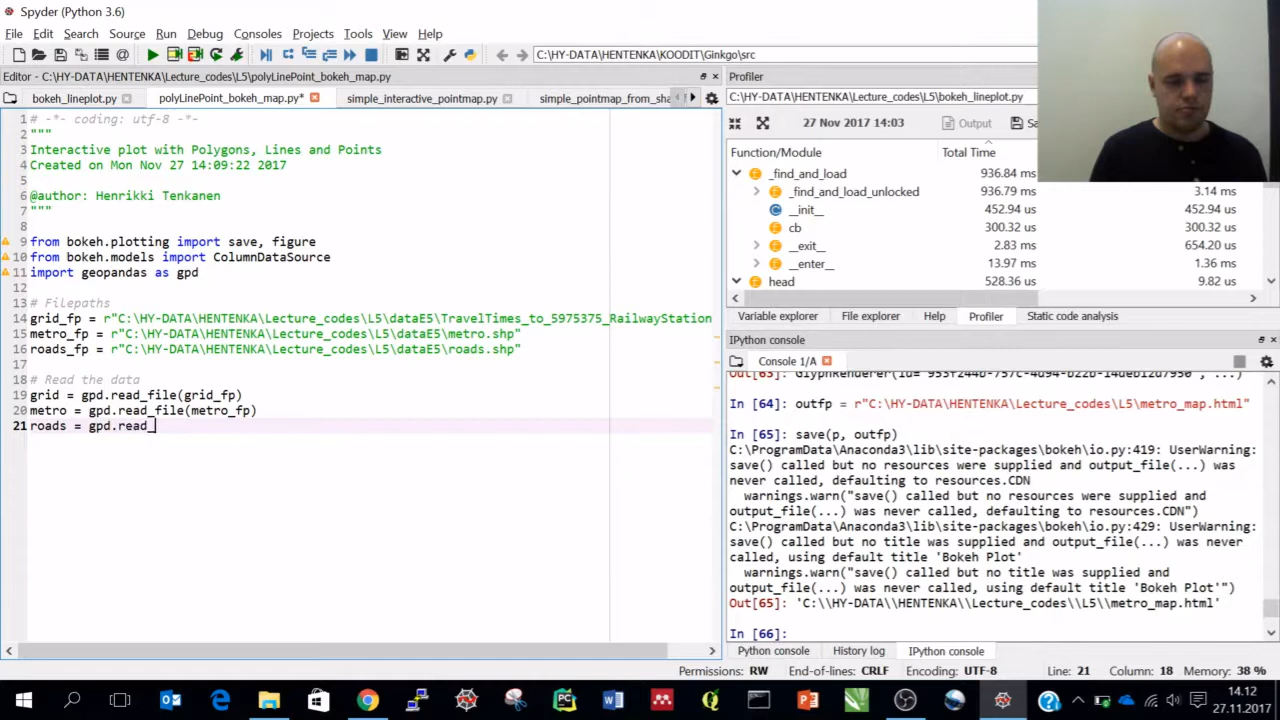 Spyder (Python 3.6)
File Edit Search Source Run Debug Consoles Projects Tools View Help
C:\HY-DATA\HENTENKA\KOODIT\Ginkgo\src
Editor - C:\HY-DATA\HENTENKA\Lecture_codes\L5\polyLinePoint_bokeh_map.py
bokeh_lineplot.py polyLinePoint_bokeh_map.py* simple_interactive_pointmap.py simple_pointmap_from_sha
1 # -*- coding: utf-8 -*-
2 """
3 Interactive plot with Polygons, Lines and Points
4 Created on Mon Nov 27 14:09:22 2017
5
6 @author: Henrikki Tenkanen
7 """
8
9 from bokeh.plotting import save, figure
10 from bokeh.models import ColumnDataSource
11 import geopandas as gpd
12
13 # Filepaths
14 grid_fp = r"C:\HY-DATA\HENTENKA\Lecture_codes\L5\dataE5\TravelTimes_to_5975375_RailwayStation
15 metro_fp = r"C:\HY-DATA\HENTENKA\Lecture_codes\L5\dataE5\metro.shp"
16 roads_fp = r"C:\HY-DATA\HENTENKA\Lecture_codes\L5\dataE5\roads.shp"
17
18 # Read the data
19 grid = gpd.read_file(grid_fp)
20 metro = gpd.read_file(metro_fp)
21 roads = gpd.read_
Profiler
C:\HY-DATA\HENTENKA\Lecture_codes\L5\bokeh_lineplot.py
27 Nov 2017 14:03 Output Sa
Function/Module Total Time
_find_and_load 936.84 ms
_find_and_load_unlocked 936.79 ms 3.14 ms
__init__ 452.94 us 452.94 us
cb 300.32 us 300.32 us
__exit__ 2.83 ms 654.20 us
__enter__ 13.97 ms 1.36 ms
head 528.36 us 9.82 us
Variable explorer File explorer Help Profiler Static code analysis
IPython console
Console 1/A
Out[63]: GlyphRenderer(id='953f244b-757c-4d94-b22b-14deb12d7950', ...)
In [64]: outfp = r"C:\HY-DATA\HENTENKA\Lecture_codes\L5\metro_map.html"
In [65]: save(p, outfp)
C:\ProgramData\Anaconda3\lib\site-packages\bokeh\io.py:419: UserWarning:
save() called but no resources were supplied and output_file(...) was
never called, defaulting to resources.CDN
warnings.warn("save() called but no resources were supplied and
output_file(...) was never called, defaulting to resources.CDN")
C:\ProgramData\Anaconda3\lib\site-packages\bokeh\io.py:429: UserWarning:
save() called but no title was supplied and output_file(...) was never
called, using default title 'Bokeh Plot'
warnings.warn("save() called but no title was supplied and
output_file(...) was never called, using default title 'Bokeh Plot'")
Out[65]: 'C:\\HY-DATA\\HENTENKA\\Lecture_codes\\L5\\metro_map.html'
In [66]:
Python console History log IPython console
Permissions: RW End-of-lines: CRLF Encoding: UTF-8 Line: 21 Column: 18 Memory: 38 %
14.12
27.11.2017